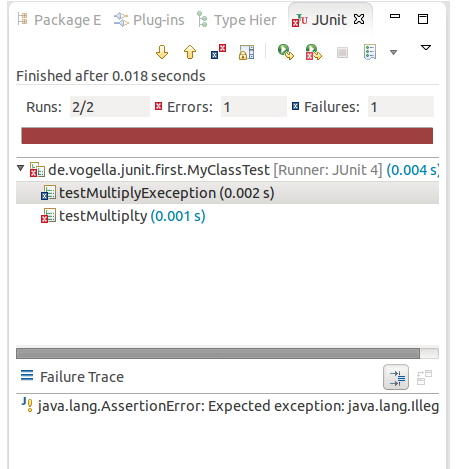 Package E Plug-ins Type Hier JUnit
Finished after 0.018 seconds
Runs: 2/2 Errors: 1 Failures: 1
de.vogella.junit.first.MyClassTest [Runner: JUnit 4] (0.004 s)
testMultiplyExeception (0.002 s)
testMultiplty (0.001 s)
Failure Trace
java.lang.AssertionError: Expected exception: java.lang.Illeg